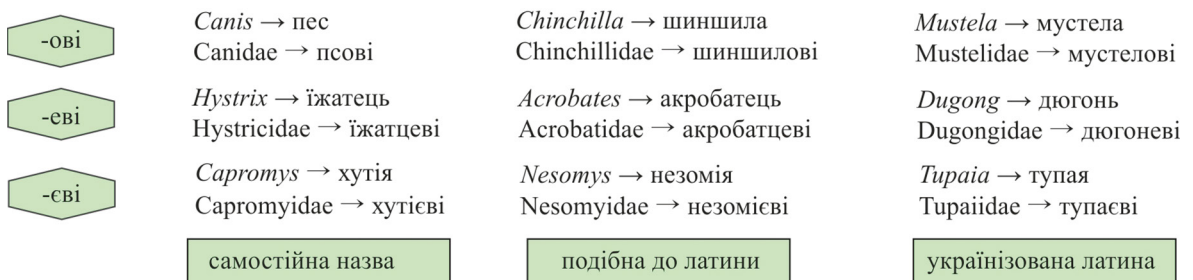 -ові Canis → пес Chinchilla → шиншила Mustela → мустела
Canidae → псові Chinchillidae → шиншилові Mustelidae → мустелові
-еві Hystrix → їжатець Acrobates → акробатець Dugong → дюгонь
Hystricidae → їжатцеві Acrobatidae → акробатцеві Dugongidae → дюгоневі
-єві Capromys → хутія Nesomys → незомія Tupaia → тупая
Capromyidae → хутієві Nesomyidae → незомієві Tupaiidae → тупаєві
самостійна назва подібна до латини українізована латина